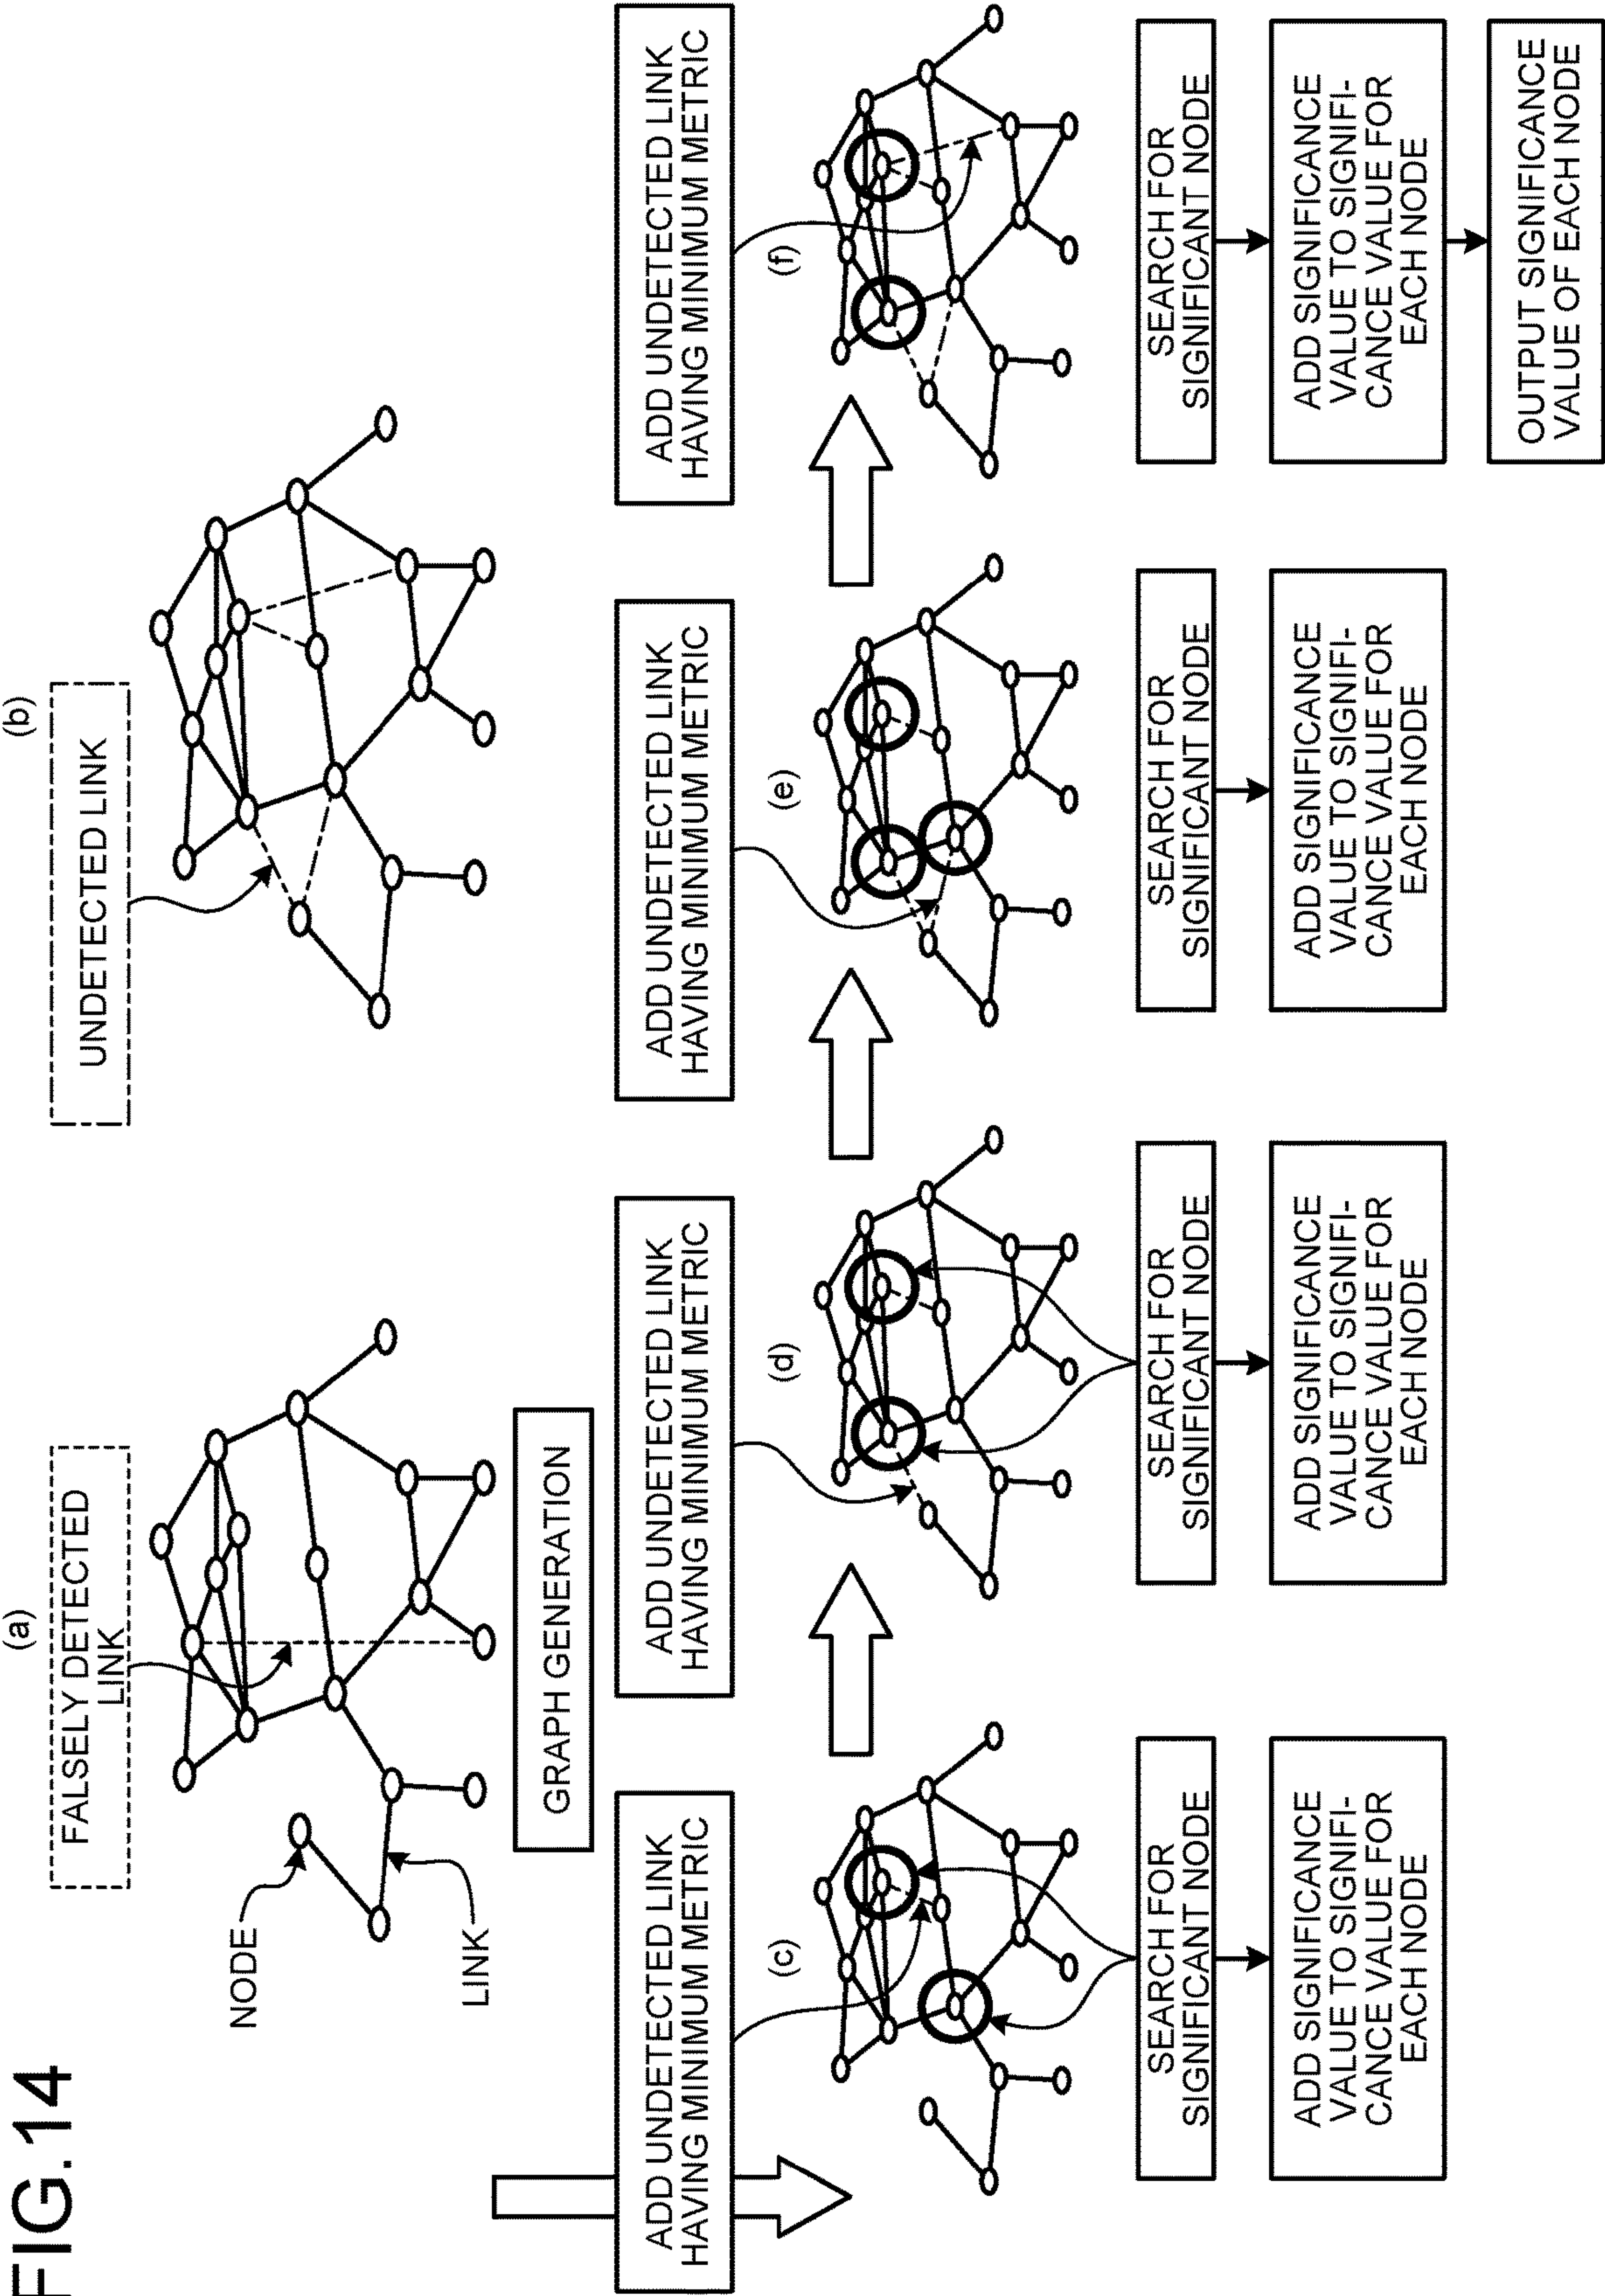 FIG.14
(a)
FALSELY DETECTED
LINK
NODE
LINK
GRAPH GENERATION
(b)
UNDETECTED LINK
ADD UNDETECTED LINK
HAVING MINIMUM METRIC
(c)
SEARCH FOR
SIGNIFICANT NODE
ADD SIGNIFICANCE
VALUE TO SIGNIFI-
CANCE VALUE FOR
EACH NODE
ADD UNDETECTED LINK
HAVING MINIMUM METRIC
(d)
SEARCH FOR
SIGNIFICANT NODE
ADD SIGNIFICANCE
VALUE TO SIGNIFI-
CANCE VALUE FOR
EACH NODE
ADD UNDETECTED LINK
HAVING MINIMUM METRIC
(e)
SEARCH FOR
SIGNIFICANT NODE
ADD SIGNIFICANCE
VALUE TO SIGNIFI-
CANCE VALUE FOR
EACH NODE
ADD UNDETECTED LINK
HAVING MINIMUM METRIC
(f)
SEARCH FOR
SIGNIFICANT NODE
ADD SIGNIFICANCE
VALUE TO SIGNIFI-
CANCE VALUE FOR
EACH NODE
OUTPUT SIGNIFICANCE
VALUE OF EACH NODE